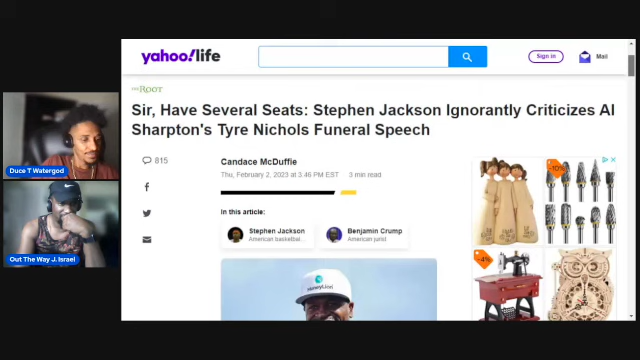 yahoo!life
Sign in
Mail
THE ROOT
Sir, Have Several Seats: Stephen Jackson Ignorantly Criticizes Al
Sharpton's Tyre Nichols Funeral Speech
815
Candace McDuffie
Thu, February 2, 2023 at 3:46 PM EST · 3 min read
In this article:
Stephen Jackson
American basketbal...
Benjamin Crump
American jurist
-10%
-4%
MoneyLion
Duce T Watergod
Out The Way J. Israel